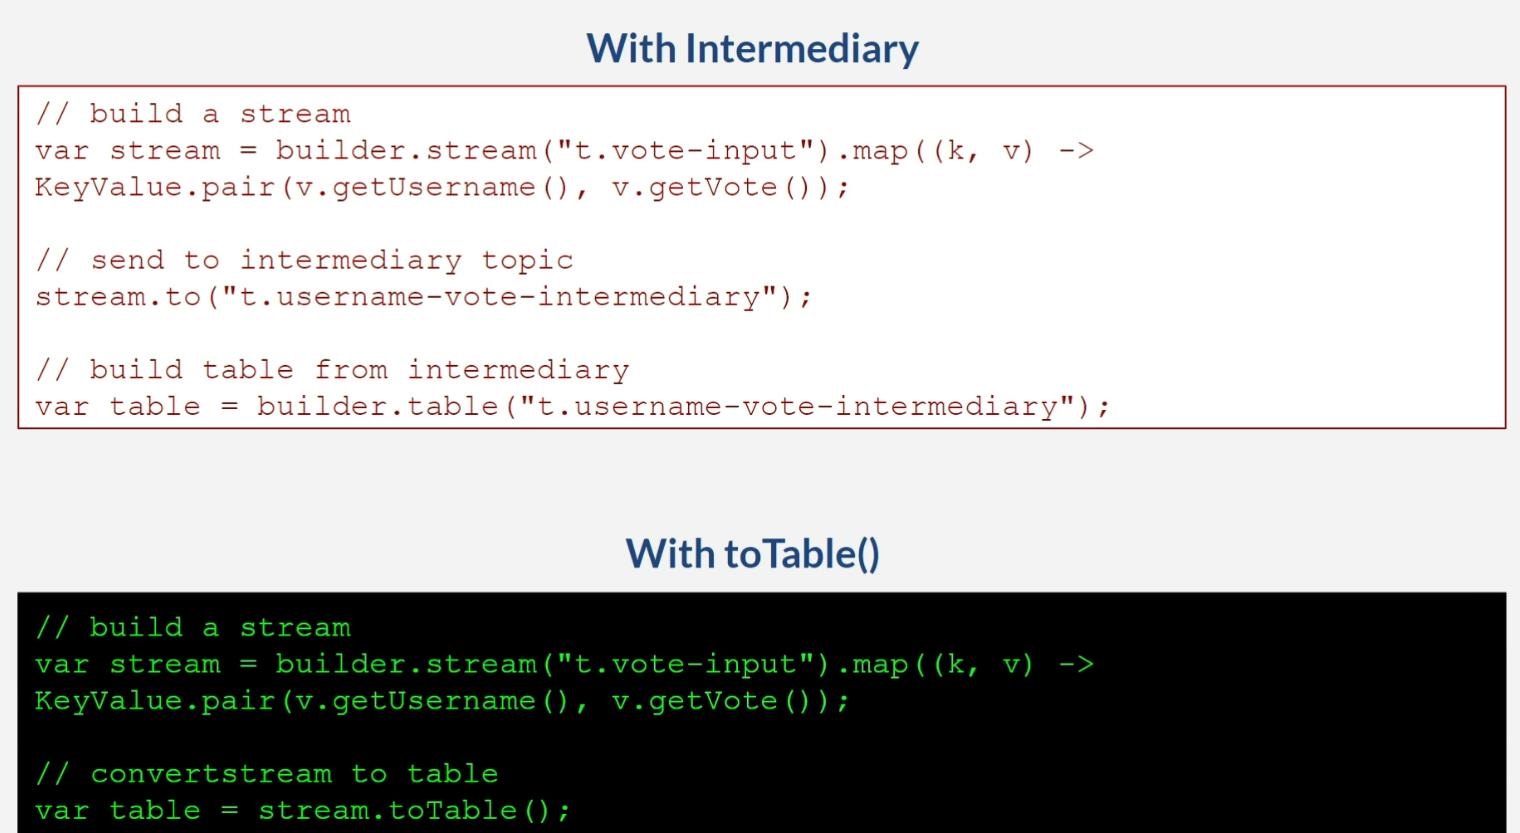 With Intermediary
// build a stream
var stream = builder.stream("t.vote-input").map((k, v) ->
KeyValue.pair(v.getUsername(), v.getVote());
// send to intermediary topic
stream.to("t.username-vote-intermediary");
// build table from intermediary
var table = builder.table("t.username-vote-intermediary");
With toTable()
// build a stream
var stream = builder.stream("t.vote-input").map((k, v) ->
KeyValue.pair(v.getUsername(), v.getVote());
// convertstream to table
var table = stream.toTable();